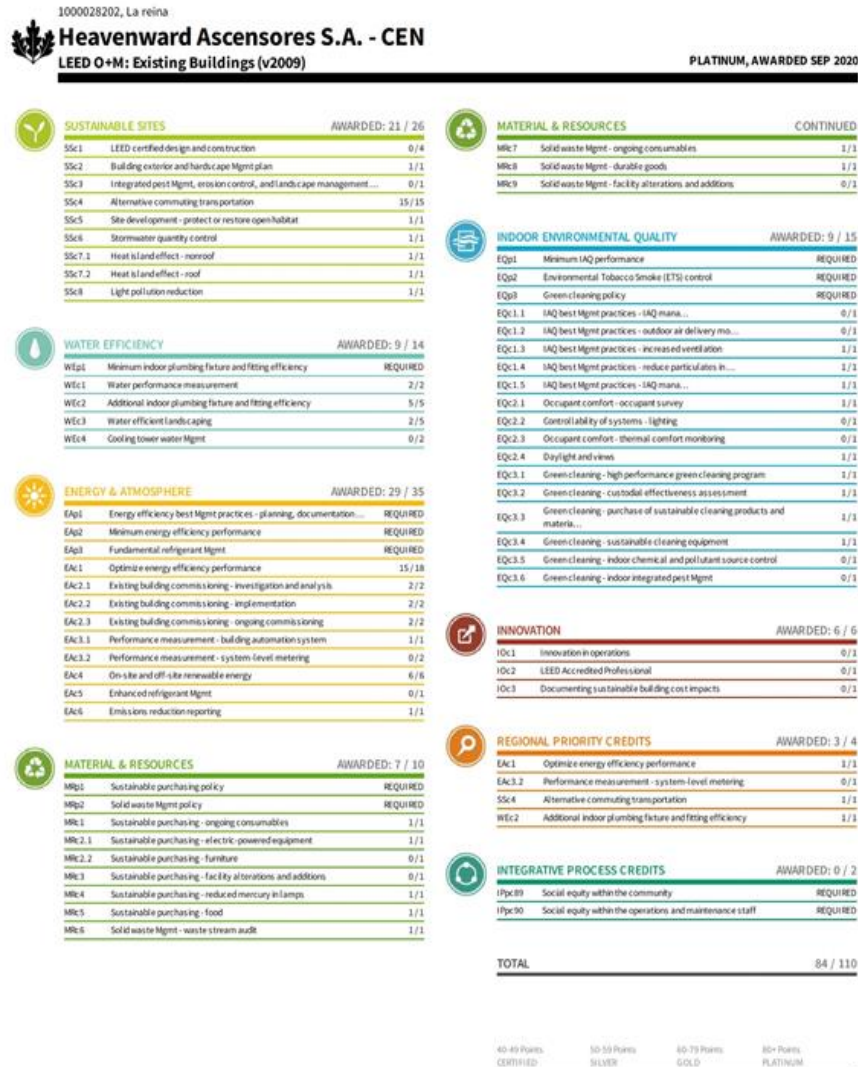 1000028202, La reina
Heavenward Ascensores S.A. - CEN
LEED O+M: Existing Buildings (v2009)
PLATINUM, AWARDED SEP 2020
SUSTAINABLE SITES AWARDED: 21 / 26
SSc1 LEED certified design and construction 0/4
SSc2 Building exterior and hardscape Mgmt plan 1/1
SSc3 Integrated pest Mgmt, erosion control, and landscape management ... 0/1
SSc4 Alternative commuting transportation 15/15
SSc5 Site development - protect or restore open habitat 1/1
SSc6 Stormwater quantity control 1/1
SSc7.1 Heat island effect - nonroof 1/1
SSc7.2 Heat island effect - roof 1/1
SSc8 Light pollution reduction 1/1
WATER EFFICIENCY AWARDED: 9 / 14
WEp1 Minimum indoor plumbing fixture and fitting efficiency REQUIRED
WEc1 Water performance measurement 2/2
WEc2 Additional indoor plumbing fixture and fitting efficiency 5/5
WEc3 Water efficient landscaping 2/5
WEc4 Cooling tower water Mgmt 0/2
ENERGY & ATMOSPHERE AWARDED: 29 / 35
EAp1 Energy efficiency best Mgmt practices - planning, documentation ... REQUIRED
EAp2 Minimum energy efficiency performance REQUIRED
EAp3 Fundamental refrigerant Mgmt REQUIRED
EAc1 Optimize energy efficiency performance 15/18
EAc2.1 Existing building commissioning - investigation and analysis 2/2
EAc2.2 Existing building commissioning - implementation 2/2
EAc2.3 Existing building commissioning - ongoing commissioning 2/2
EAc3.1 Performance measurement - building automation system 1/1
EAc3.2 Performance measurement - system-level metering 0/2
EAc4 On-site and off-site renewable energy 6/6
EAc5 Enhanced refrigerant Mgmt 0/1
EAc6 Emissions reduction reporting 1/1
MATERIAL & RESOURCES AWARDED: 7 / 10
MRp1 Sustainable purchasing policy REQUIRED
MRp2 Solid waste Mgmt policy REQUIRED
MRc1 Sustainable purchasing - ongoing consumables 1/1
MRc2.1 Sustainable purchasing - electric-powered equipment 1/1
MRc2.2 Sustainable purchasing - furniture 0/1
MRc3 Sustainable purchasing - facility alterations and additions 0/1
MRc4 Sustainable purchasing - reduced mercury in lamps 1/1
MRc5 Sustainable purchasing - food 1/1
MRc6 Solid waste Mgmt - waste stream audit 1/1
MATERIAL & RESOURCES CONTINUED
MRc7 Solid waste Mgmt - ongoing consumables 1/1
MRc8 Solid waste Mgmt - durable goods 1/1
MRc9 Solid waste Mgmt - facility alterations and additions 0/1
INDOOR ENVIRONMENTAL QUALITY AWARDED: 9 / 15
EQp1 Minimum IAQ performance REQUIRED
EQp2 Environmental Tobacco Smoke (ETS) control REQUIRED
EQp3 Green cleaning policy REQUIRED
EQc1.1 IAQ best Mgmt practices - IAQ mana... 0/1
EQc1.2 IAQ best Mgmt practices - outdoor air delivery mo... 0/1
EQc1.3 IAQ best Mgmt practices - increased ventilation 1/1
EQc1.4 IAQ best Mgmt practices - reduce particulates in ... 1/1
EQc1.5 IAQ best Mgmt practices - IAQ mana... 1/1
EQc2.1 Occupant comfort - occupant survey 1/1
EQc2.2 Controllability of systems - lighting 0/1
EQc2.3 Occupant comfort - thermal comfort monitoring 0/1
EQc2.4 Daylight and views 1/1
EQc3.1 Green cleaning - high performance green cleaning program 1/1
EQc3.2 Green cleaning - custodial effectiveness assessment 1/1
EQc3.3 Green cleaning - purchase of sustainable cleaning products and
materia... 1/1
EQc3.4 Green cleaning - sustainable cleaning equipment 1/1
EQc3.5 Green cleaning - indoor chemical and pollutant source control 0/1
EQc3.6 Green cleaning - indoor integrated pest Mgmt 0/1
INNOVATION AWARDED: 6 / 6
IOc1 Innovation in operations 0/1
IOc2 LEED Accredited Professional 0/1
IOc3 Documenting sustainable building cost impacts 0/1
REGIONAL PRIORITY CREDITS AWARDED: 3 / 4
EAc1 Optimize energy efficiency performance 1/1
EAc3.2 Performance measurement - system-level metering 0/1
SSc4 Alternative commuting transportation 1/1
WEc2 Additional indoor plumbing fixture and fitting efficiency 1/1
INTEGRATIVE PROCESS CREDITS AWARDED: 0 / 2
IPpc89 Social equity within the community REQUIRED
IPpc90 Social equity within the operations and maintenance staff REQUIRED
TOTAL 84 / 110
40-49 Points 50-59 Points 60-79 Points 80+ Points
CERTIFIED SILVER GOLD PLATINUM